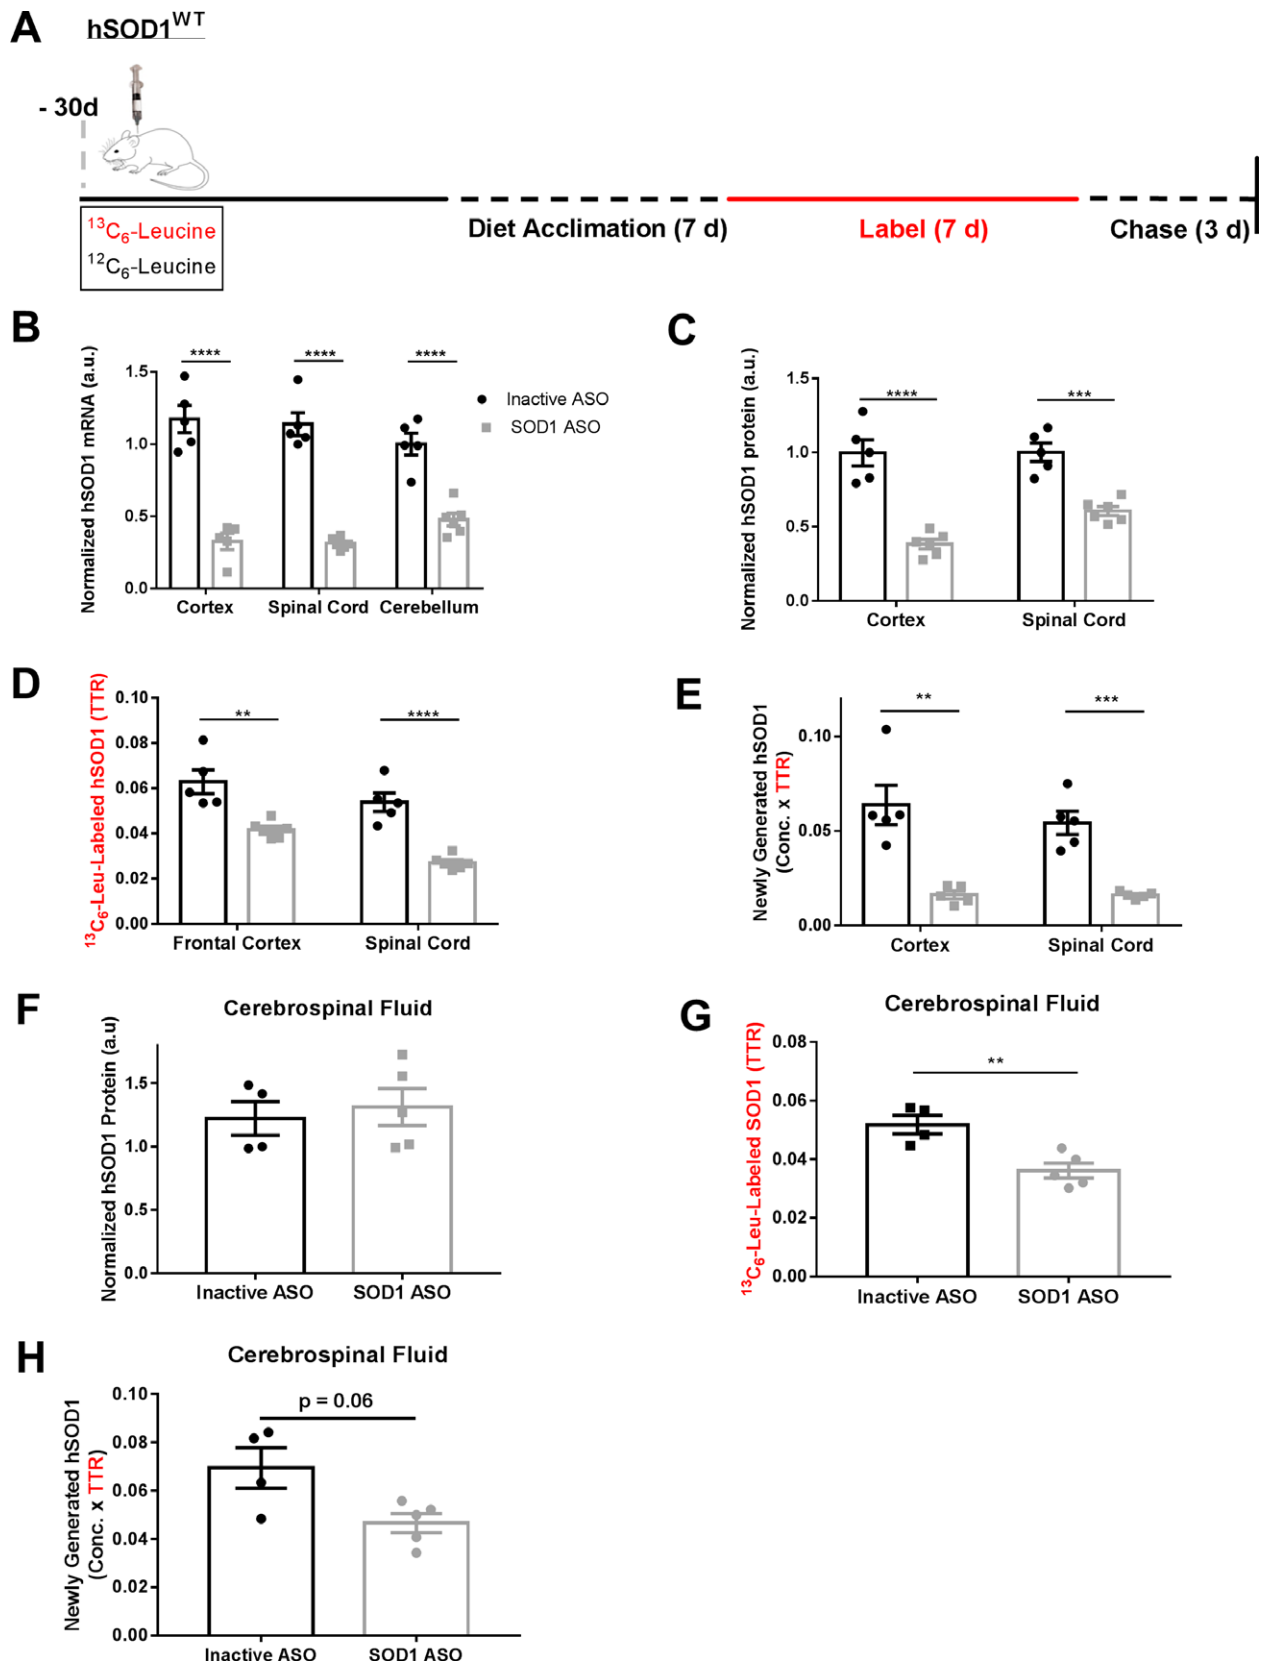 A
hSOD1WT
- 30d
13C6-Leucine
12C6-Leucine
Diet Acclimation (7 d)
Label (7 d)
Chase (3 d)
B
Normalized hSOD1 mRNA (a.u.)
1.5
1.0
0.5
0.0
****
****
****
Cortex
Spinal Cord
Cerebellum
Inactive ASO
SOD1 ASO
C
Normalized hSOD1 protein (a.u.)
1.5
1.0
0.5
0.0
****
***
Cortex
Spinal Cord
D
13C6-Leu-Labeled hSOD1 (TTR)
0.10
0.08
0.06
0.04
0.02
0.00
**
****
Frontal Cortex
Spinal Cord
E
Newly Generated hSOD1
(Conc. x TTR)
0.10
0.05
0.00
**
***
Cortex
Spinal Cord
F
Cerebrospinal Fluid
Normalized hSOD1 Protein (a.u)
1.5
1.0
0.5
0.0
Inactive ASO
SOD1 ASO
G
Cerebrospinal Fluid
13C6-Leu-Labeled SOD1 (TTR)
0.08
0.06
0.04
0.02
0.00
**
Inactive ASO
SOD1 ASO
H
Cerebrospinal Fluid
Newly Generated hSOD1
(Conc. x TTR)
0.10
0.08
0.06
0.04
0.02
0.00
p = 0.06
Inactive ASO
SOD1 ASO